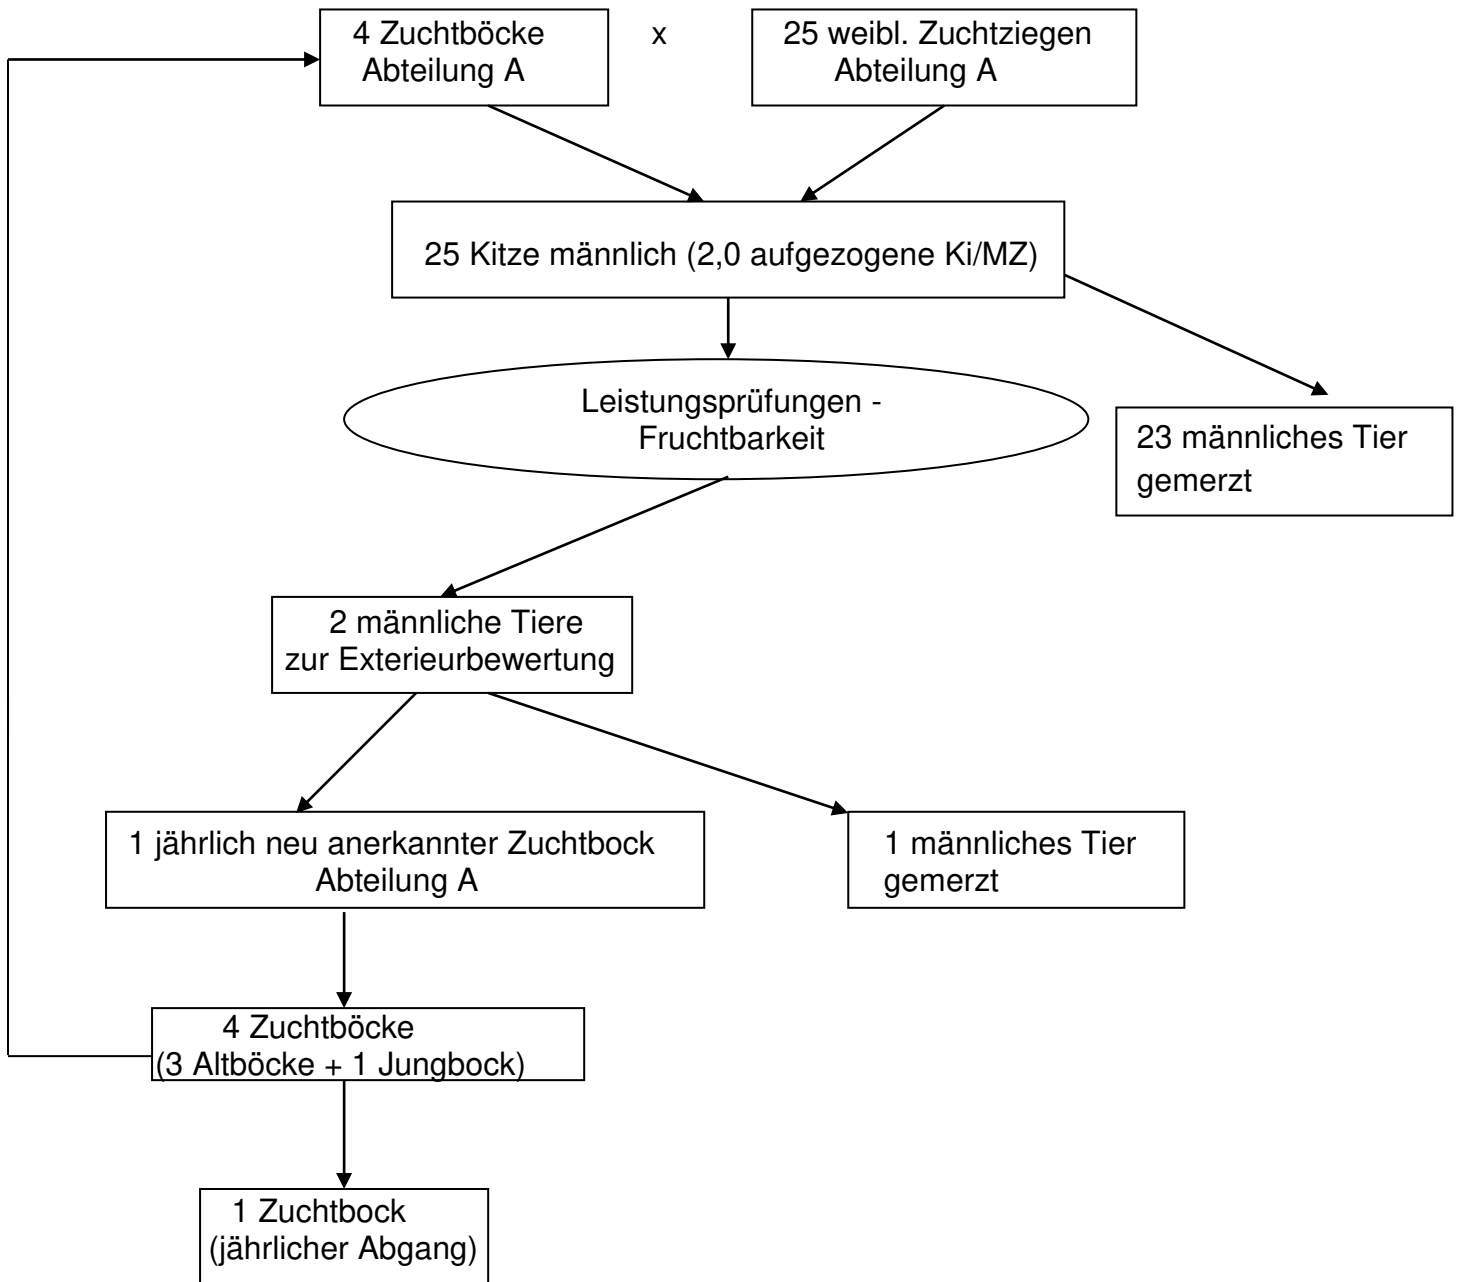 4 Zuchtböcke
Abteilung A
x
25 weibl. Zuchtziegen
Abteilung A
25 Kitze männlich (2,0 aufgezogene Ki/MZ)
Leistungsprüfungen -
Fruchtbarkeit
23 männliches Tier
gemerzt
2 männliche Tiere
zur Exterieurbewertung
1 jährlich neu anerkannter Zuchtbock
Abteilung A
1 männliches Tier
gemerzt
4 Zuchtböcke
(3 Altböcke + 1 Jungbock)
1 Zuchtbock
(jährlicher Abgang)